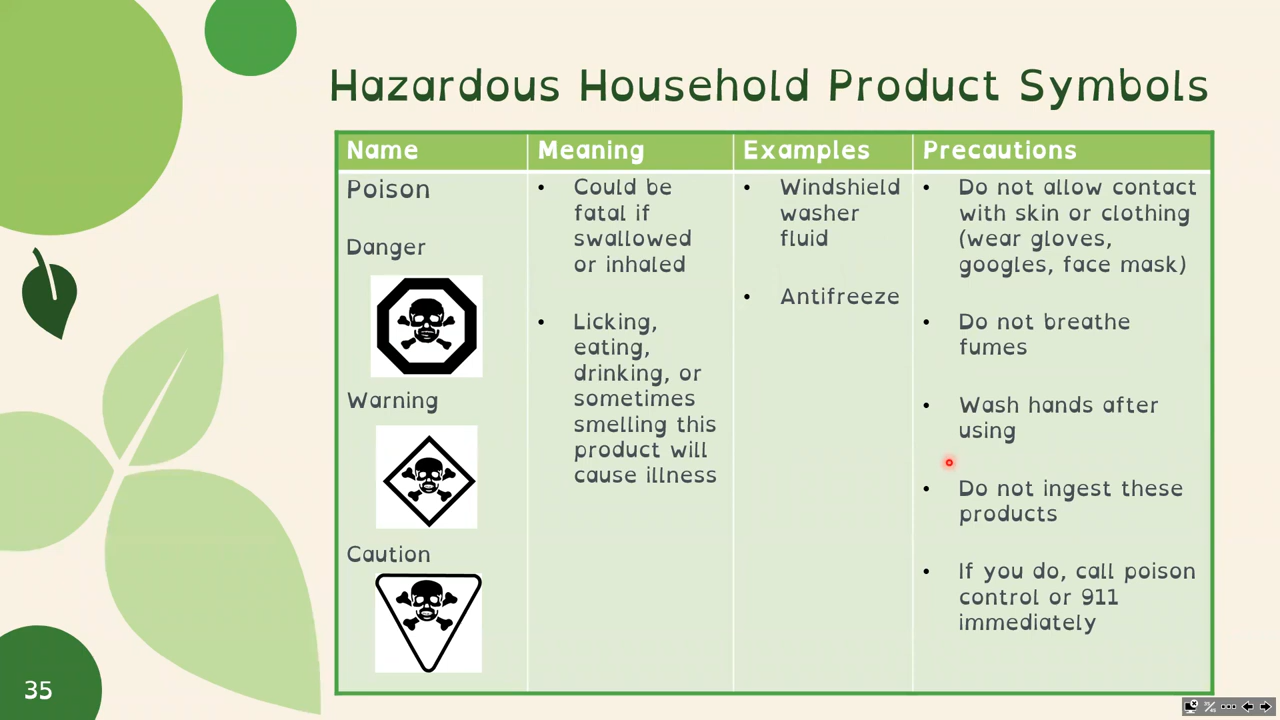 Hazardous Household Product Symbols
Name
Meaning
Examples
Precautions
Poison
Danger
Warning
Caution
• Could be
fatal if
swallowed
or inhaled
• Licking,
eating,
drinking, or
sometimes
smelling this
product will
cause illness
• Windshield
washer
fluid
• Antifreeze
• Do not allow contact
with skin or clothing
(wear gloves,
googles, face mask)
• Do not breathe
fumes
• Wash hands after
using
• Do not ingest these
products
• If you do, call poison
control or 911
immediately
35